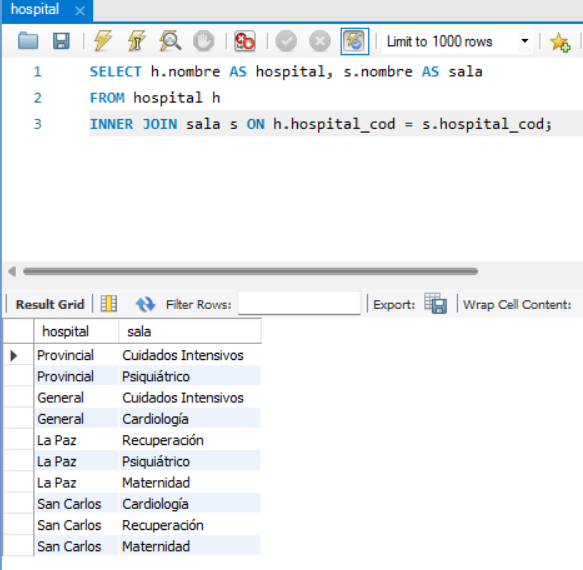 hospital
Limit to 1000 rows
1 SELECT h.nombre AS hospital, s.nombre AS sala
2 FROM hospital h
3 INNER JOIN sala s ON h.hospital_cod = s.hospital_cod;
Result Grid Filter Rows: Export: Wrap Cell Content:
hospital sala
Provincial Cuidados Intensivos
Provincial Psiquiátrico
General Cuidados Intensivos
General Cardiología
La Paz Recuperación
La Paz Psiquiátrico
La Paz Maternidad
San Carlos Cardiología
San Carlos Recuperación
San Carlos Maternidad